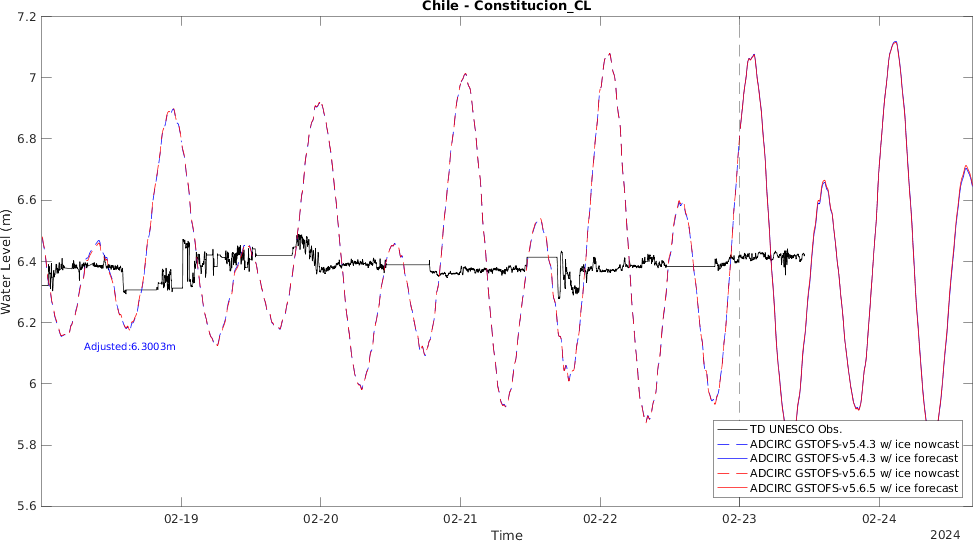 Chile - Constitucion_CL
Water Level (m)
7.2
7
6.8
6.6
6.4
6.2
6
5.8
5.6
Adjusted:6.3003m
TD UNESCO Obs.
ADCIRC GSTOFS-v5.4.3 w/ ice nowcast
ADCIRC GSTOFS-v5.4.3 w/ ice forecast
ADCIRC GSTOFS-v5.6.5 w/ ice nowcast
ADCIRC GSTOFS-v5.6.5 w/ ice forecast
02-19 02-20 02-21 02-22 02-23 02-24
Time
2024